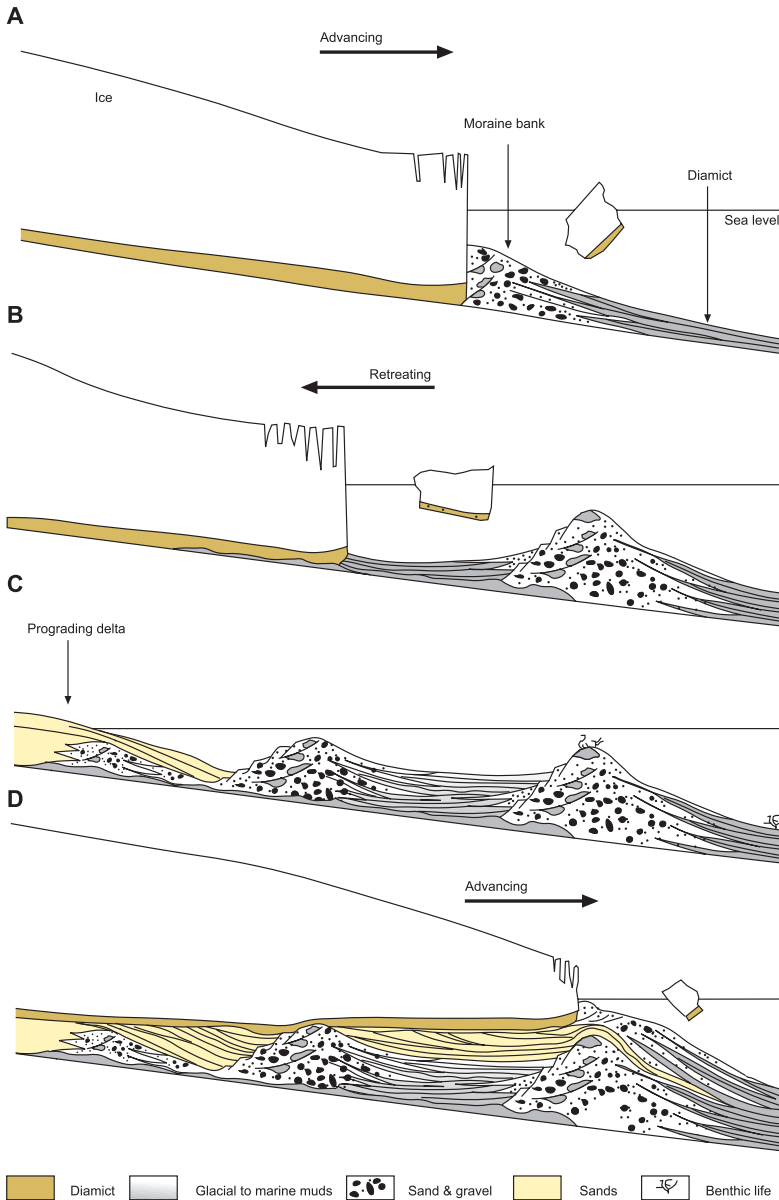 A
Advancing
Ice
Moraine bank
Diamict
Sea level
B
Retreating
C
Prograding delta
D
Advancing
Diamict
Glacial to marine muds
Sand & gravel
Sands
Benthic life